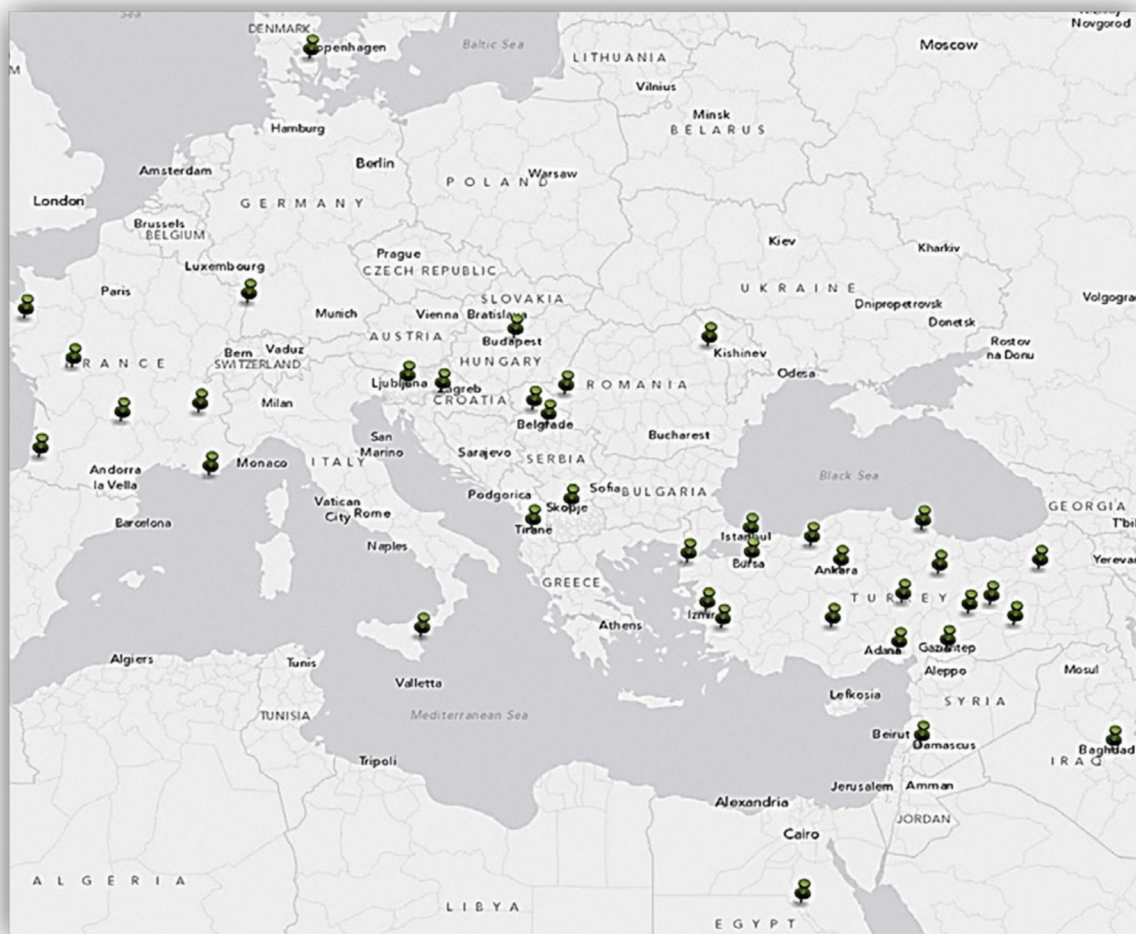 Sea
Novgorod
DENMARK
openhagen
Baltic Sea
Moscow
LITHUANIA
M
Vilnius
Minsk
BELARUS
Hamburg
Berlin
Amsterdam
Warsaw
POLAND
London
GERMANY
Brussels
BELGIUM
Kiev
Kharkiv
Prague
Luxembourg
CZECH REPUBLIC
Paris
UKRAINE
SLOVAKIA
Volgogra
Dnipropetrovsk
Munich
Vienna
Bratislava
Donetsk
AUSTRIA
Budapest
Rostov
na Donu
Kishinev
Bern
Vaduz
RANCE
SWITZERLAND
HUNGARY
Odesa
Ljubljana
Zagreb
ROMANIA
CROATIA
Milan
Belgrade
San
Marino
Bucharest
Sarajevo
SERBIA
Monaco
ITALY
Andorra
la Vella
Black Sea
Podgorica
Sofia
BULGARIA
Vatican
City
Rome
Skopje
GEORGIA
Barcelona
Tirane
T'bil
Istanbul
Naples
Bursa
Ankara
Yerevan
GREECE
TURKEY
Izmir
Athens
Algiers
Tunis
Adana
Gaziantep
Aleppo
Mosul
Valletta
Lefkosia
SYRIA
TUNISIA
Mediterranean Sea
Beirut
Damascus
Baghdad
IRAQ
Tripoli
Jerusalem
Amman
Alexandria
JORDAN
Cairo
ALGERIA
LIBYA
EGYPT